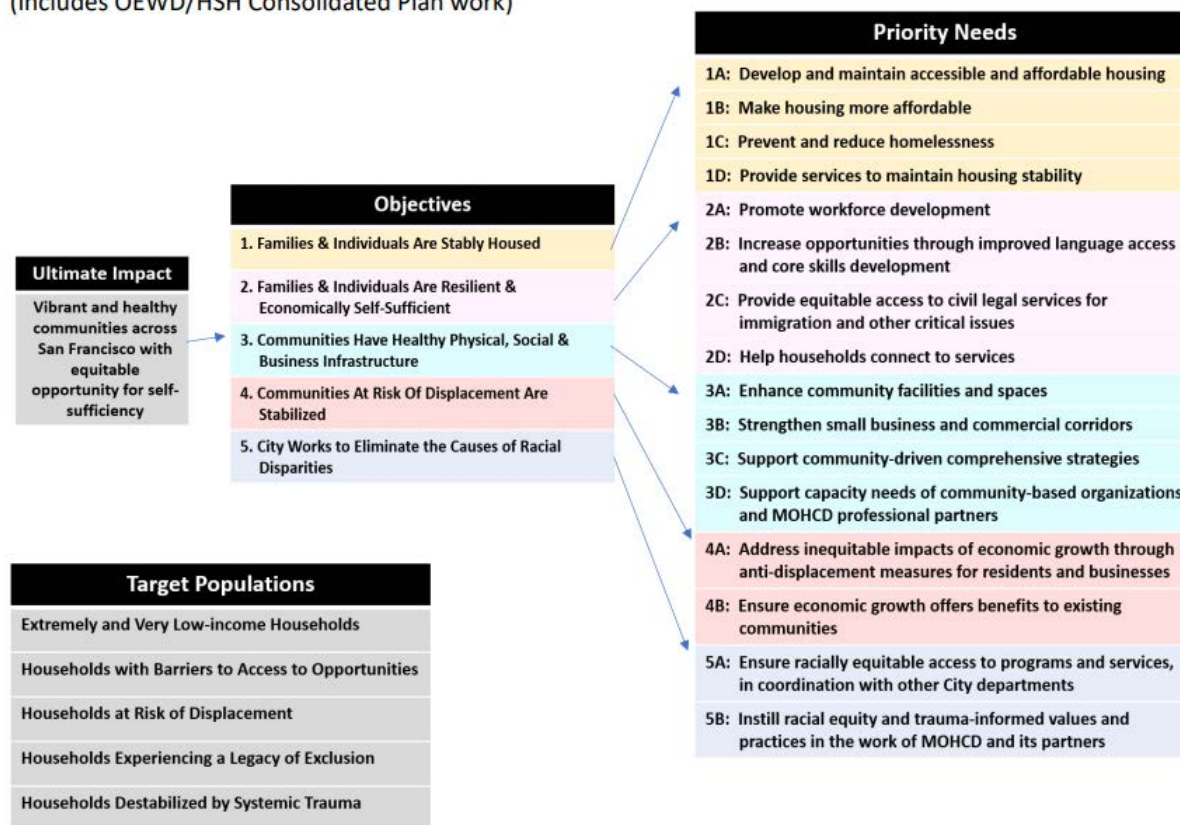 (includes OEWD/HSH Consolidated Plan work)
Ultimate Impact
Vibrant and healthy
communities across
San Francisco with
equitable
opportunity for self-
sufficiency
Objectives
1. Families & Individuals Are Stably Housed
2. Families & Individuals Are Resilient &
Economically Self-Sufficient
3. Communities Have Healthy Physical, Social &
Business Infrastructure
4. Communities At Risk Of Displacement Are
Stabilized
5. City Works to Eliminate the Causes of Racial
Disparities
Priority Needs
1A: Develop and maintain accessible and affordable housing
1B: Make housing more affordable
1C: Prevent and reduce homelessness
1D: Provide services to maintain housing stability
2A: Promote workforce development
2B: Increase opportunities through improved language access
and core skills development
2C: Provide equitable access to civil legal services for
immigration and other critical issues
2D: Help households connect to services
3A: Enhance community facilities and spaces
3B: Strengthen small business and commercial corridors
3C: Support community-driven comprehensive strategies
3D: Support capacity needs of community-based organizations
and MOHCD professional partners
4A: Address inequitable impacts of economic growth through
anti-displacement measures for residents and businesses
4B: Ensure economic growth offers benefits to existing
communities
5A: Ensure racially equitable access to programs and services,
in coordination with other City departments
5B: Instill racial equity and trauma-informed values and
practices in the work of MOHCD and its partners
Target Populations
Extremely and Very Low-income Households
Households with Barriers to Access to Opportunities
Households at Risk of Displacement
Households Experiencing a Legacy of Exclusion
Households Destabilized by Systemic Trauma